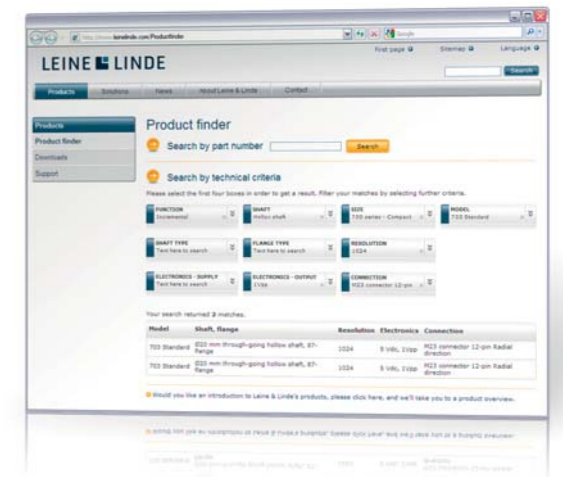 leinelinde.com/Productfinder
Google
First page Sitemap Language
LEINE LINDE
Search
Products Solutions News About Leine & Linde Contact
Products
Product finder
Downloads
Support
Product finder
Search by part number Search
Search by technical criteria
Please select the first four boxes in order to get a result. Filter your matches by selecting further criteria.
FUNCTION SHAFT SIZE MODEL
Incremental Hollow shaft 700 series - Compact 703 Standard
SHAFT TYPE FLANGE TYPE RESOLUTION
Text here to search Text here to search 1024
ELECTRONICS - SUPPLY ELECTRONICS - OUTPUT CONNECTION
Text here to search 1Vpp M23 connector 12-pin
Your search returned 2 matches.
Model Shaft, flange Resolution Electronics Connection
703 Standard Ø20 mm through-going hollow shaft, 87-flange 1024 5 Vdc, 1Vpp M23 connector 12-pin Radial direction
703 Standard Ø25 mm through-going hollow shaft, 87-flange 1024 5 Vdc, 1Vpp M23 connector 12-pin Radial direction
Would you like an introduction to Leine & Linde's products, please click here, and we'll take you to a product overview.